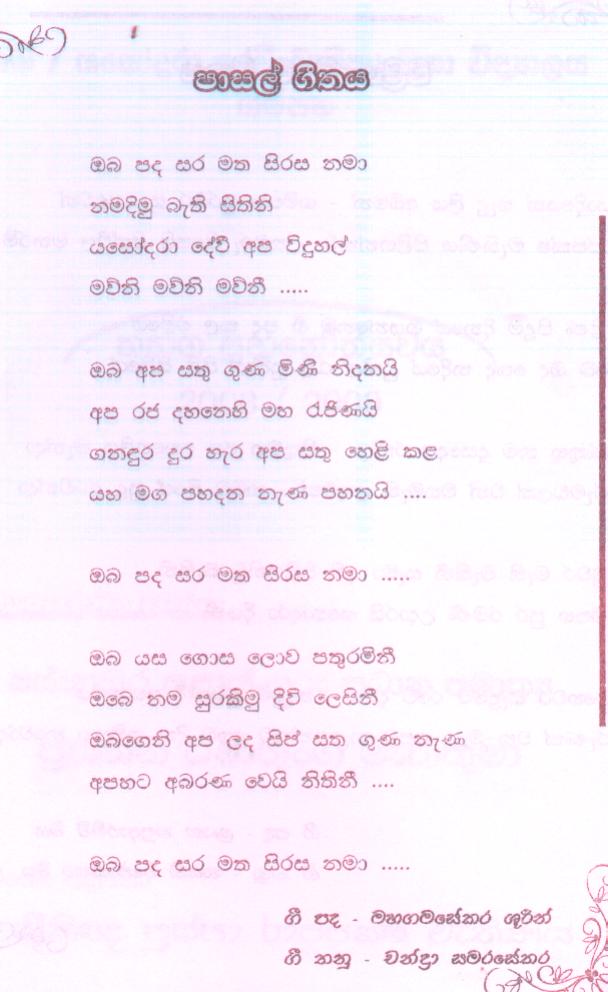 පාසල් ගීතය
ඔබ පද සර මත සිරස නමා
නමදිමු බැති සිතිනි
යසෝදරා දේවී අප විදුහල්
මව්නි මව්නි මව්නී .....
ඔබ අප සතු ගුණ මිණි නිදනයි
අප රජ දහනෙහි මහ රැජිණයි
ගනඳුර දුර හැර අප සතු හෙළි කළ
යහ මග පහදන නැණ පහනයි ....
ඔබ පද සර මත සිරස නමා .....
ඔබ යස ගොස ලොව පතුරමිනී
ඔබේ නම සුරකිමු දිවි ලෙසිනී
ඔබගෙනි අප ලද සිප් සත ගුණ නැණ
අපහට අබරණ වෙයි නිතිනී ....
ඔබ පද සර මත සිරස නමා .....
ගී පද - මහගමසේකර ශූරීන්
ගී තනු - චන්ද්‍රා සමරසේකර